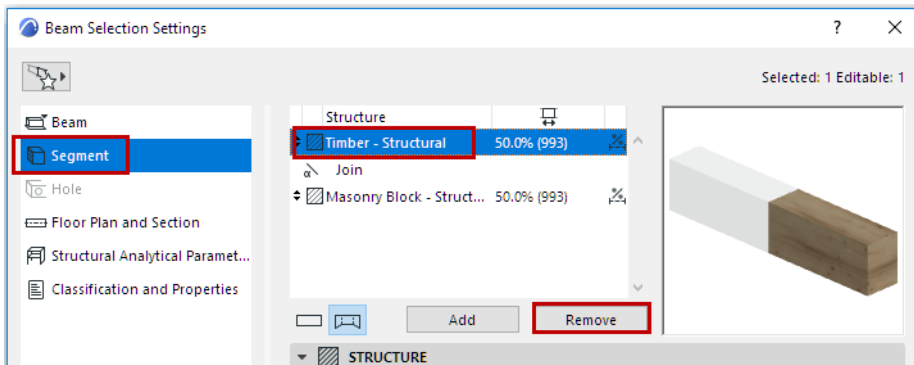 Beam Selection Settings ?
Selected: 1 Editable: 1
Beam
Segment
Hole
Floor Plan and Section
Structural Analytical Paramet...
Classification and Properties
Structure
Timber - Structural 50.0% (993)
Join
Masonry Block - Struct... 50.0% (993)
Add Remove
STRUCTURE